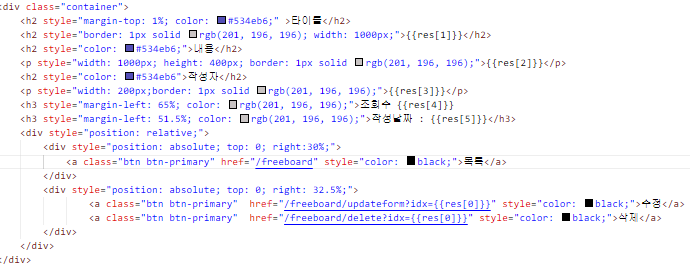 <div class="container">
<h2 style="margin-top: 1%; color: #534eb6;" >타이틀</h2>
<h2 style="border: 1px solid rgb(201, 196, 196); width: 1000px;">{{res[1]}}</h2>
<h2 style="color: #534eb6;">내용</h2>
<p style="width: 1000px; height: 400px; border: 1px solid rgb(201, 196, 196);">{{res[2]}}</p>
<h2 style="color: #534eb6">작성자</h2>
<p style="width: 200px;border: 1px solid rgb(201, 196, 196);">{{res[3]}}</p>
<h3 style="margin-left: 65%; color: rgb(201, 196, 196);">조회수 {{res[4]}}
<h3 style="margin-left: 51.5%; color: rgb(201, 196, 196);">작성날짜 : {{res[5]}}</h3>
<div style="position: relative;">
<div style="position: absolute; top: 0; right:30%;">
<a class="btn btn-primary" href="/freeboard" style="color: black;">목록</a>
</div>
<div style="position: absolute; top: 0; right: 32.5%;">
<a class="btn btn-primary"  href="/freeboard/updateform?idx={{res[0]}}" style="color: black;">수정</a>
<a class="btn btn-primary"  href="/freeboard/delete?idx={{res[0]}}" style="color: black;">삭제</a>
</div>
</div>
</div>